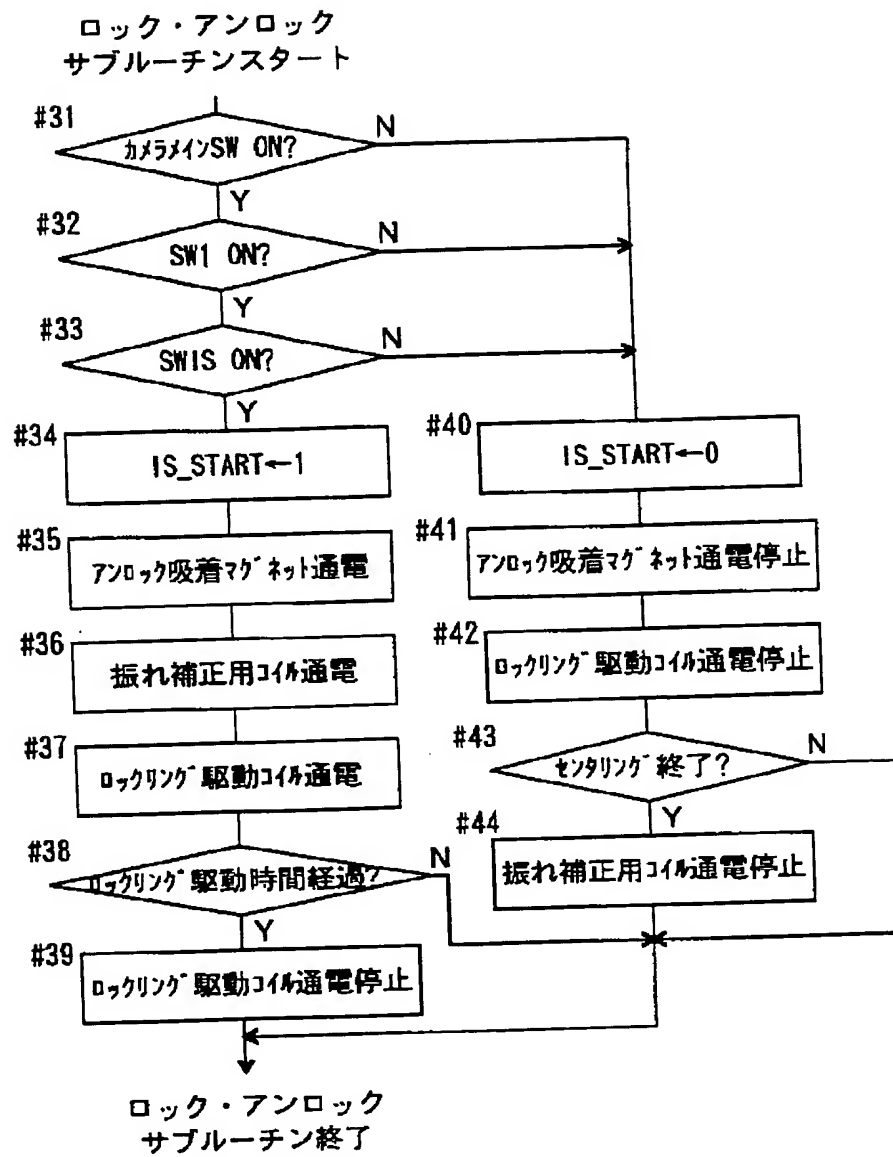 ロック・アンロック
サブルーチンスタート
#31
カメラメインSW ON?
N
Y
#32
SW1 ON?
N
Y
#33
SWIS ON?
N
Y
#34
IS_START←1
#35
アンロック吸着マグネット通電
#36
振れ補正用コイル通電
#37
ロックリング駆動コイル通電
#38
ロックリング駆動時間経過?
N
Y
#39
ロックリング駆動コイル通電停止
#40
IS_START←0
#41
アンロック吸着マグネット通電停止
#42
ロックリング駆動コイル通電停止
#43
センタリング終了?
N
Y
#44
振れ補正用コイル通電停止
ロック・アンロック
サブルーチン終了